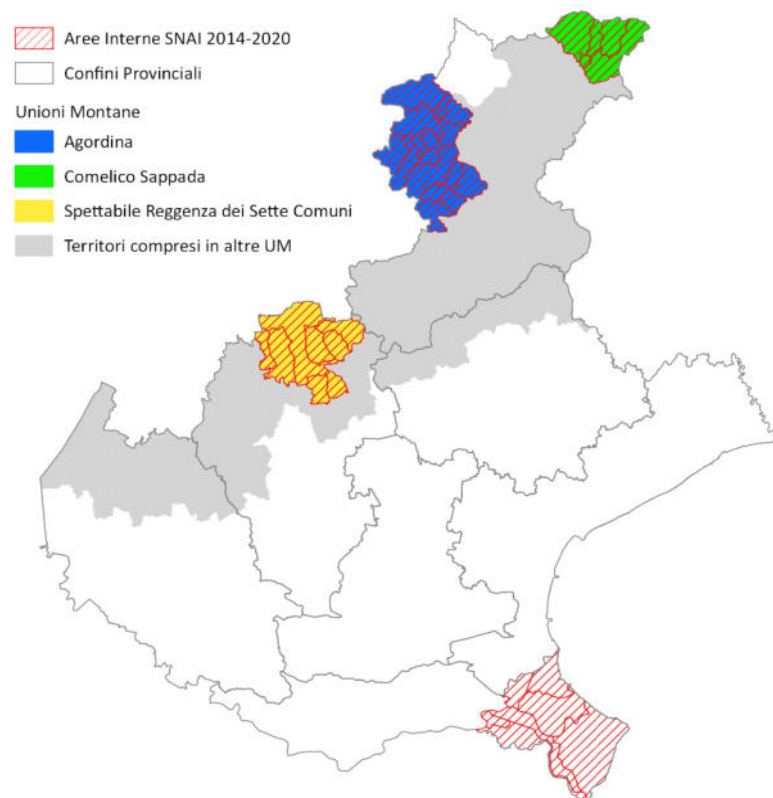 Aree Interne SNAI 2014-2020
Confini Provinciali
Unioni Montane
Agordina
Comelico Sappada
Spettabile Reggenza dei Sette Comuni
Territori compresi in altre UM